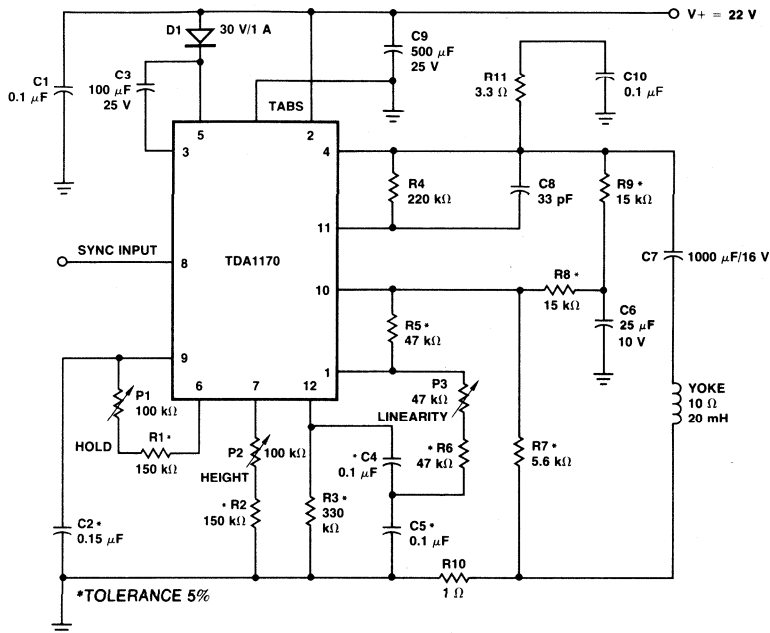 V+ = 22 V
D1
30 V/1 A
C9
500 μF
25 V
C1
0.1 μF
C3
100 μF
25 V
R11
3.3 Ω
C10
0.1 μF
TABS
5
2
3
4
R4
220 kΩ
C8
33 pF
R9 *
15 kΩ
11
SYNC INPUT
8
TDA1170
C7
1000 μF/16 V
10
R8 *
15 kΩ
R5 *
47 kΩ
C6
25 μF
10 V
9
1
6
7
12
P1
100 kΩ
P3
47 kΩ
LINEARITY
YOKE
10 Ω
20 mH
HOLD
R1 *
150 kΩ
P2
100 kΩ
HEIGHT
* C4
0.1 μF
* R6
47 kΩ
R7 *
5.6 kΩ
* R2
150 kΩ
R3 *
330
kΩ
C2 *
0.15 μF
C5 *
0.1 μF
R10
1 Ω
*TOLERANCE 5%